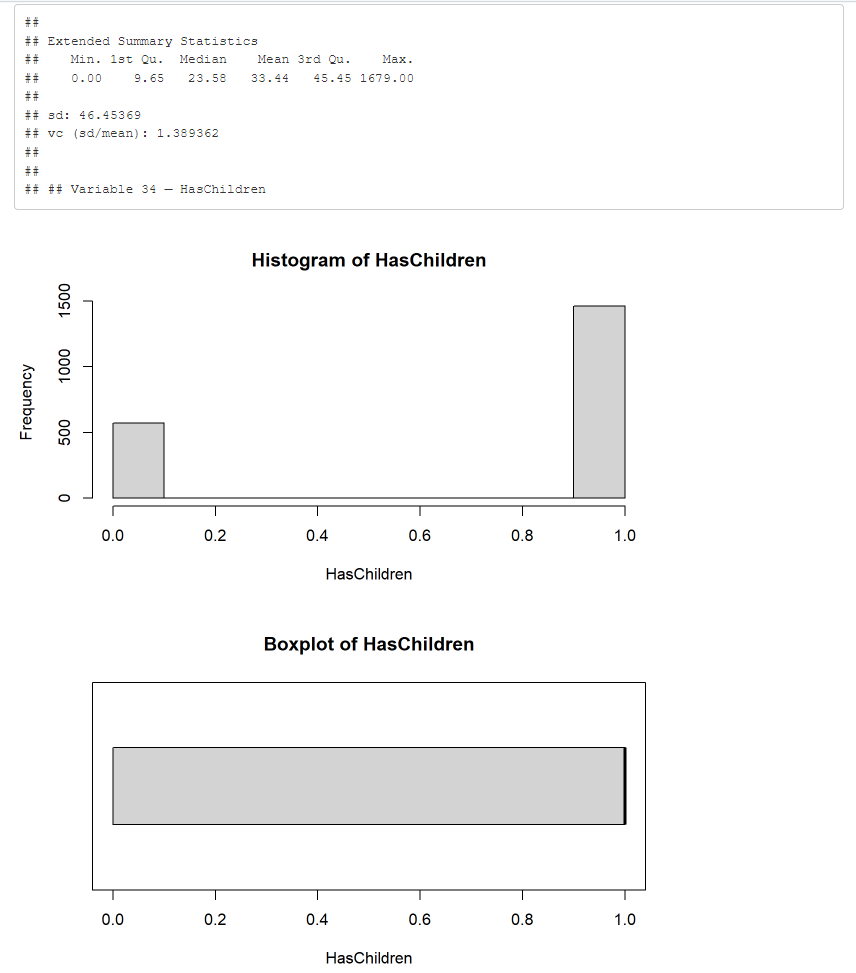 ##
## Extended Summary Statistics
##    Min. 1st Qu.  Median    Mean 3rd Qu.    Max.
##    0.00    9.65   23.58   33.44   45.45 1679.00
##
## sd: 46.45369
## vc (sd/mean): 1.389362
##
##
## ## Variable 34 — HasChildren
Histogram of HasChildren
Frequency
1500
1000
500
0
0.0 0.2 0.4 0.6 0.8 1.0
HasChildren
Boxplot of HasChildren
0.0 0.2 0.4 0.6 0.8 1.0
HasChildren